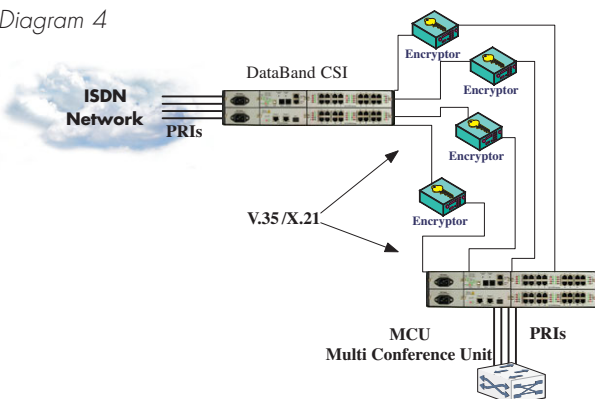 Diagram 4
Encryptor
DataBand CSI
Encryptor
ISDN
Network
PRIs
Encryptor
V.35/X.21
Encryptor
MCU
Multi Conference Unit
PRIs